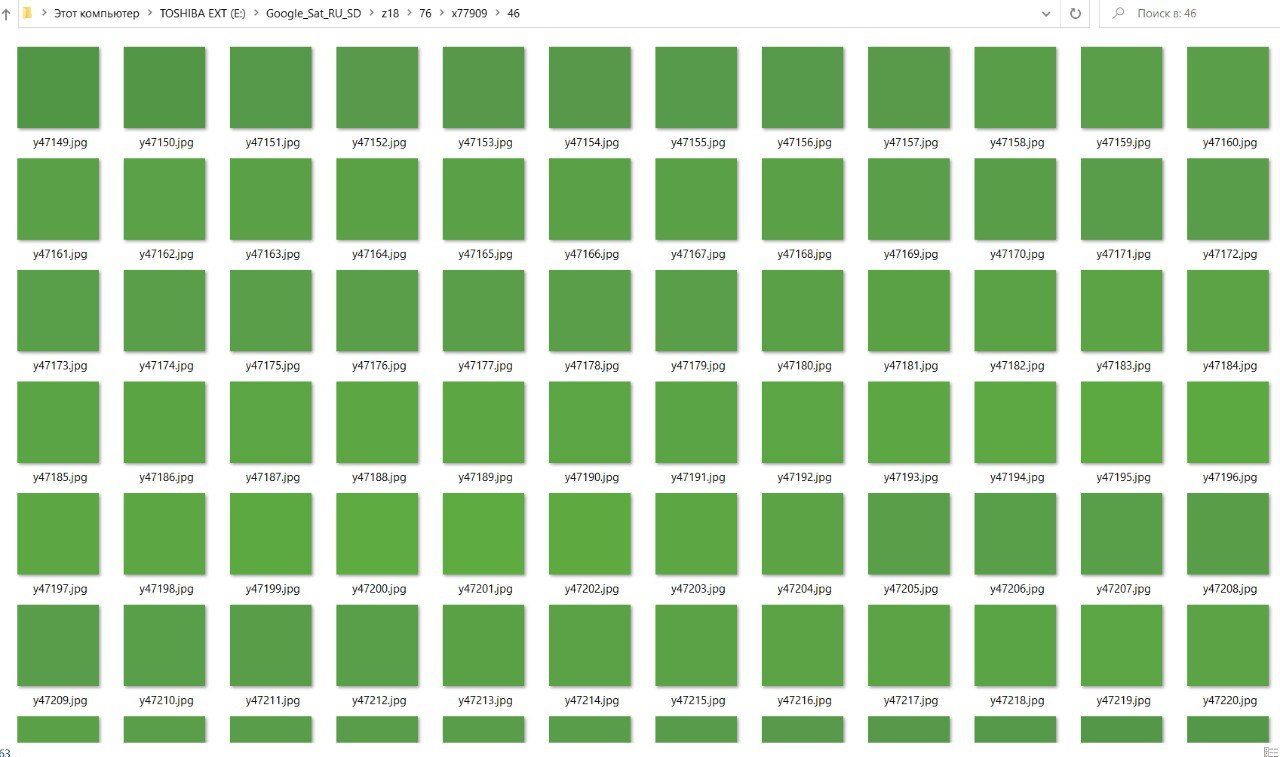 Этот компьютер > TOSHIBA EXT (E:) > Google_Sat_RU_SD > z18 > 76 > x77909 > 46
Поиск в: 46
y47149.jpg y47150.jpg y47151.jpg y47152.jpg y47153.jpg y47154.jpg y47155.jpg y47156.jpg y47157.jpg y47158.jpg y47159.jpg y47160.jpg
y47161.jpg y47162.jpg y47163.jpg y47164.jpg y47165.jpg y47166.jpg y47167.jpg y47168.jpg y47169.jpg y47170.jpg y47171.jpg y47172.jpg
y47173.jpg y47174.jpg y47175.jpg y47176.jpg y47177.jpg y47178.jpg y47179.jpg y47180.jpg y47181.jpg y47182.jpg y47183.jpg y47184.jpg
y47185.jpg y47186.jpg y47187.jpg y47188.jpg y47189.jpg y47190.jpg y47191.jpg y47192.jpg y47193.jpg y47194.jpg y47195.jpg y47196.jpg
y47197.jpg y47198.jpg y47199.jpg y47200.jpg y47201.jpg y47202.jpg y47203.jpg y47204.jpg y47205.jpg y47206.jpg y47207.jpg y47208.jpg
y47209.jpg y47210.jpg y47211.jpg y47212.jpg y47213.jpg y47214.jpg y47215.jpg y47216.jpg y47217.jpg y47218.jpg y47219.jpg y47220.jpg
63